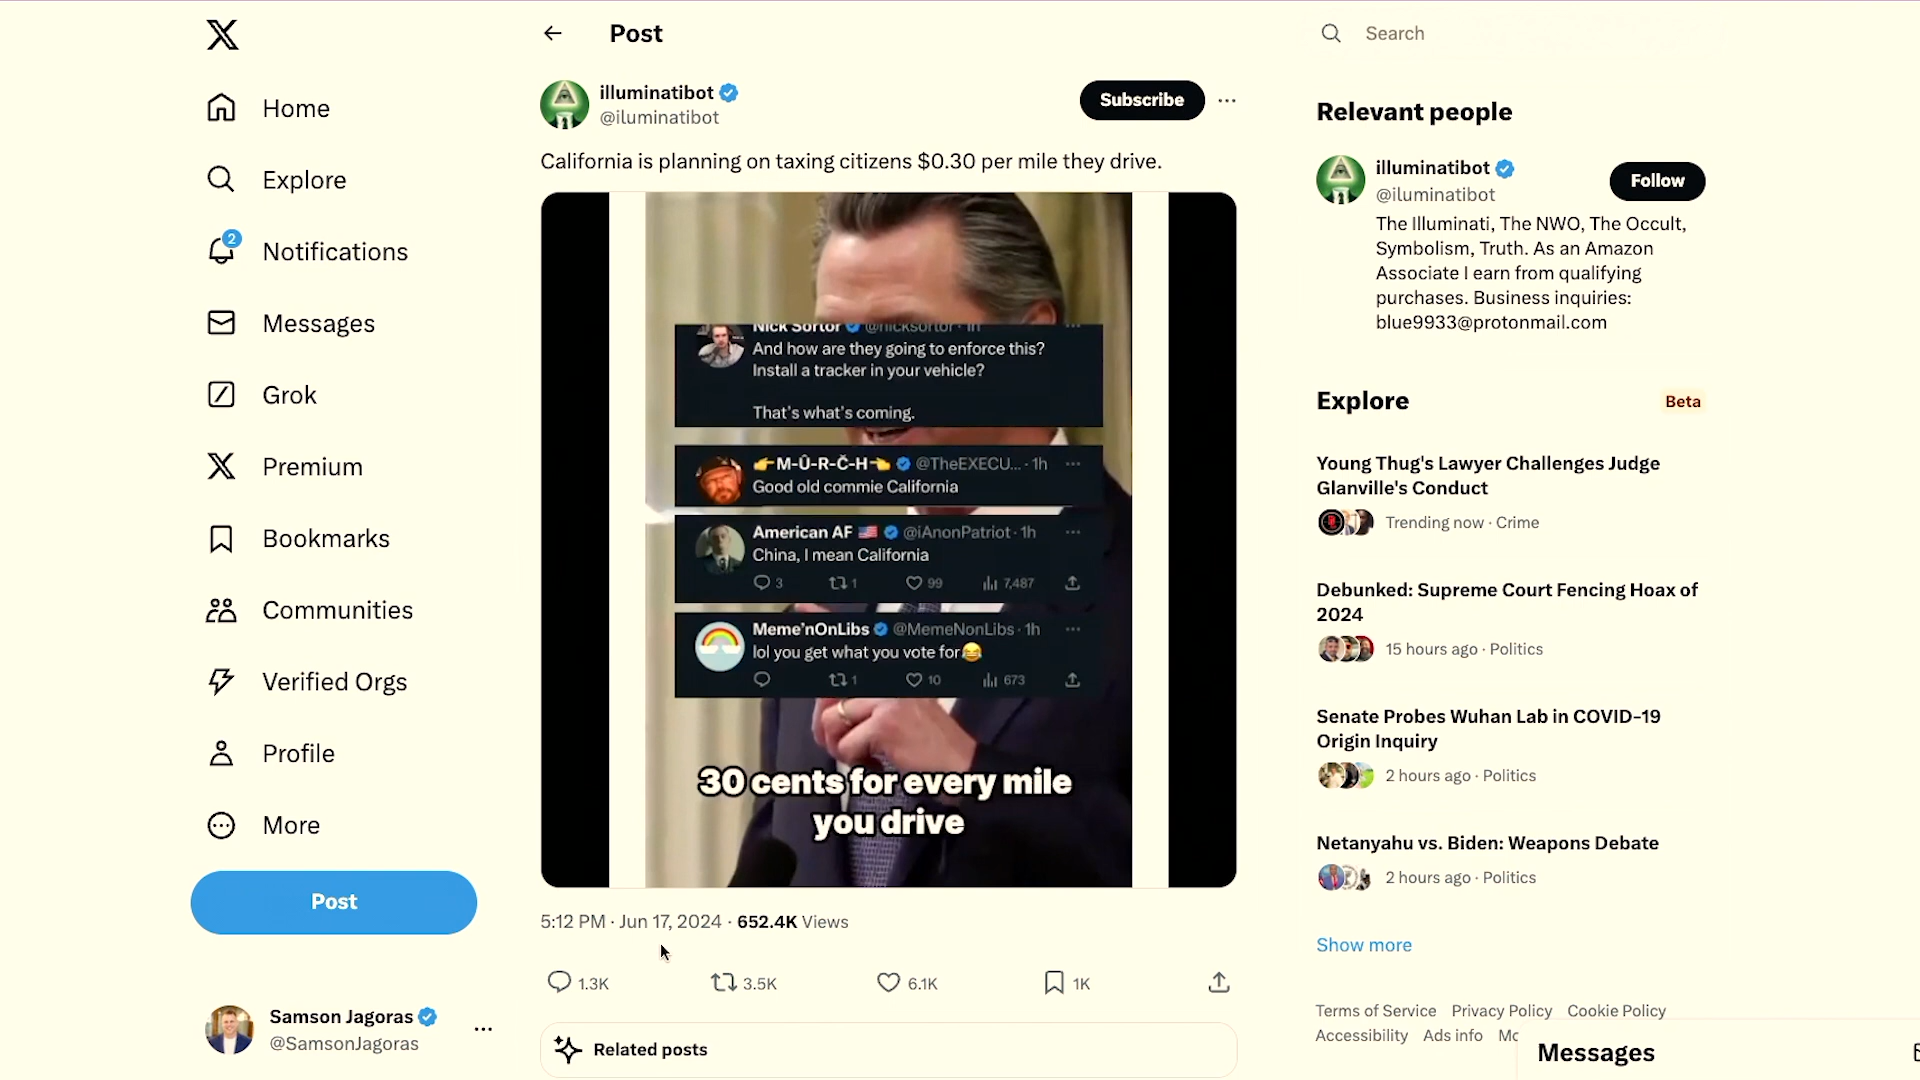 Home
Explore
2
Notifications
Messages
Grok
Premium
Bookmarks
Communities
Verified Orgs
Profile
More
Post
Samson Jagoras
@SamsonJagoras
Post
illuminatibot
@iluminatibot
Subscribe
California is planning on taxing citizens $0.30 per mile they drive.
Nick Sortor @nicksortor · 1h
And how are they going to enforce this?
Install a tracker in your vehicle?
That's what's coming.
👉M-Û-R-Č-H👈 @TheEXECU... · 1h
Good old commie California
American AF 🇺🇸 @iAnonPatriot · 1h
China, I mean California
3 1 99 7,487
Meme'nOnLibs @MemeNonLibs · 1h
lol you get what you vote for😂
1 10 673
30 cents for every mile
you drive
5:12 PM · Jun 17, 2024 · 652.4K Views
1.3K 3.5K 6.1K 1K
Related posts
Search
Relevant people
illuminatibot
@iluminatibot
Follow
The Illuminati, The NWO, The Occult,
Symbolism, Truth. As an Amazon
Associate I earn from qualifying
purchases. Business inquiries:
blue9933@protonmail.com
Explore
Beta
Young Thug's Lawyer Challenges Judge
Glanville's Conduct
Trending now · Crime
Debunked: Supreme Court Fencing Hoax of
2024
15 hours ago · Politics
Senate Probes Wuhan Lab in COVID-19
Origin Inquiry
2 hours ago · Politics
Netanyahu vs. Biden: Weapons Debate
2 hours ago · Politics
Show more
Terms of Service Privacy Policy Cookie Policy
Accessibility Ads info
Messages